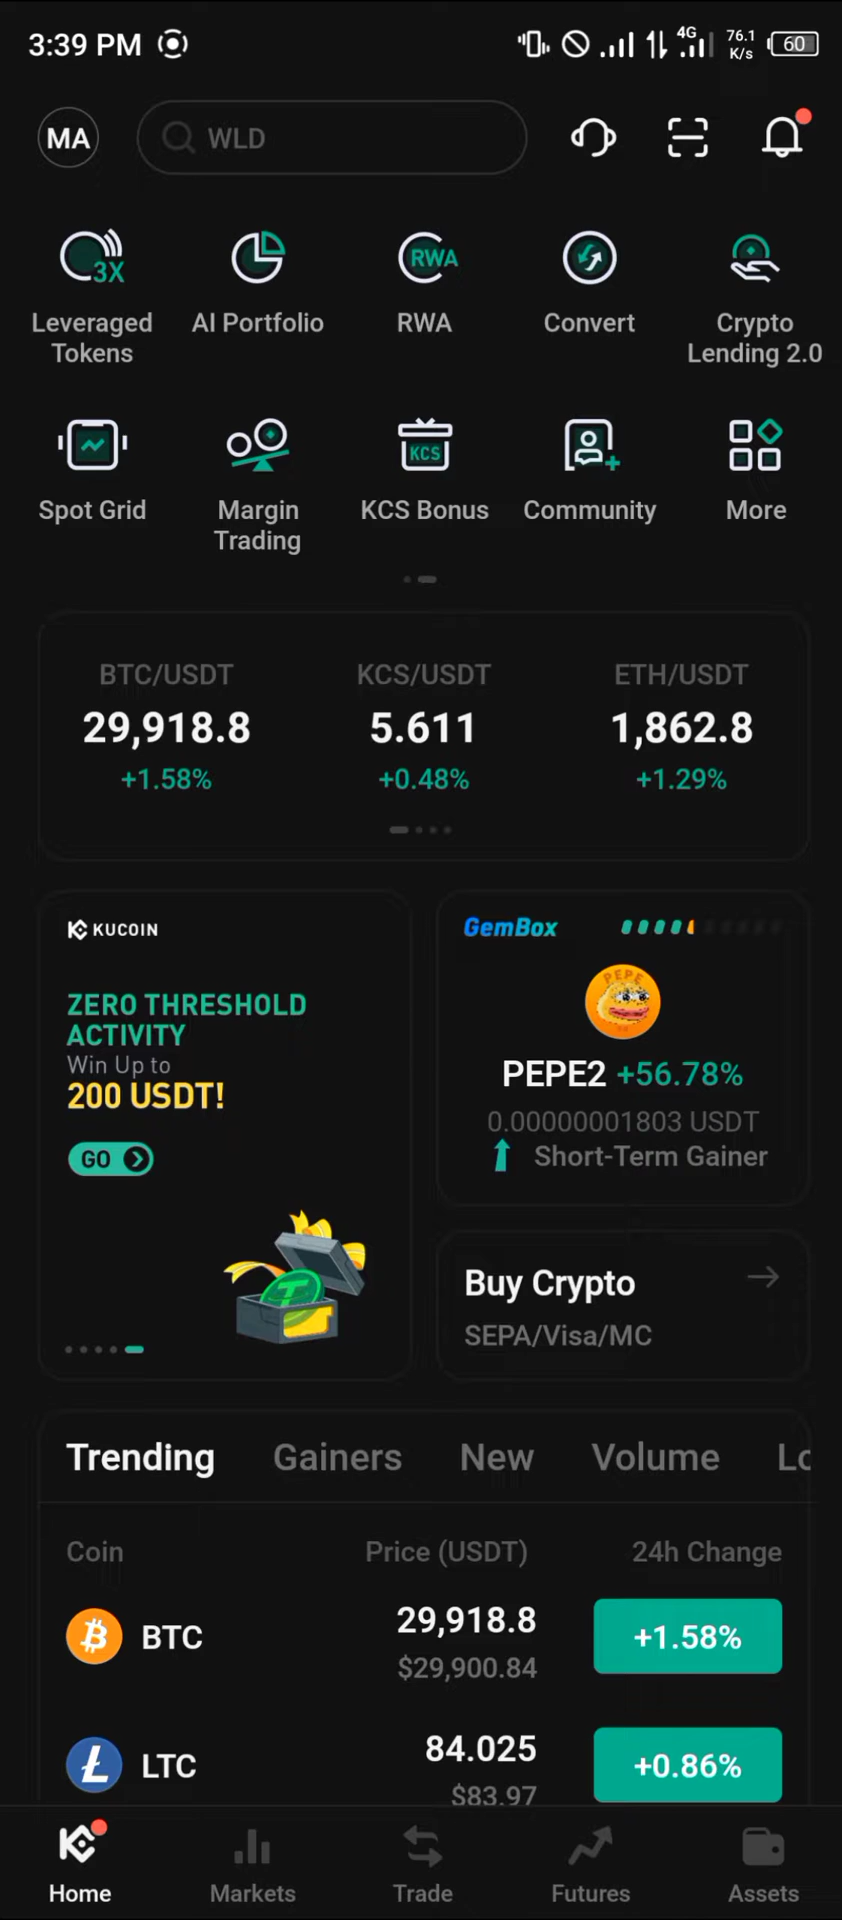 3:39 PM
4G
76.1
K/s
60
MA
WLD
3X
RWA
Leveraged
Tokens
AI Portfolio
RWA
Convert
Crypto
Lending 2.0
KCS
Spot Grid
Margin
Trading
KCS Bonus
Community
More
BTC/USDT
KCS/USDT
ETH/USDT
29,918.8
5.611
1,862.8
+1.58%
+0.48%
+1.29%
KUCOIN
ZERO THRESHOLD
ACTIVITY
Win Up to
200 USDT!
GO
GemBox
PEPE
PEPE2 +56.78%
0.00000001803 USDT
Short-Term Gainer
Buy Crypto
SEPA/Visa/MC
Trending
Gainers
New
Volume
Lo
Coin
Price (USDT)
24h Change
BTC
29,918.8
$29,900.84
+1.58%
LTC
84.025
$83.97
+0.86%
Home
Markets
Trade
Futures
Assets